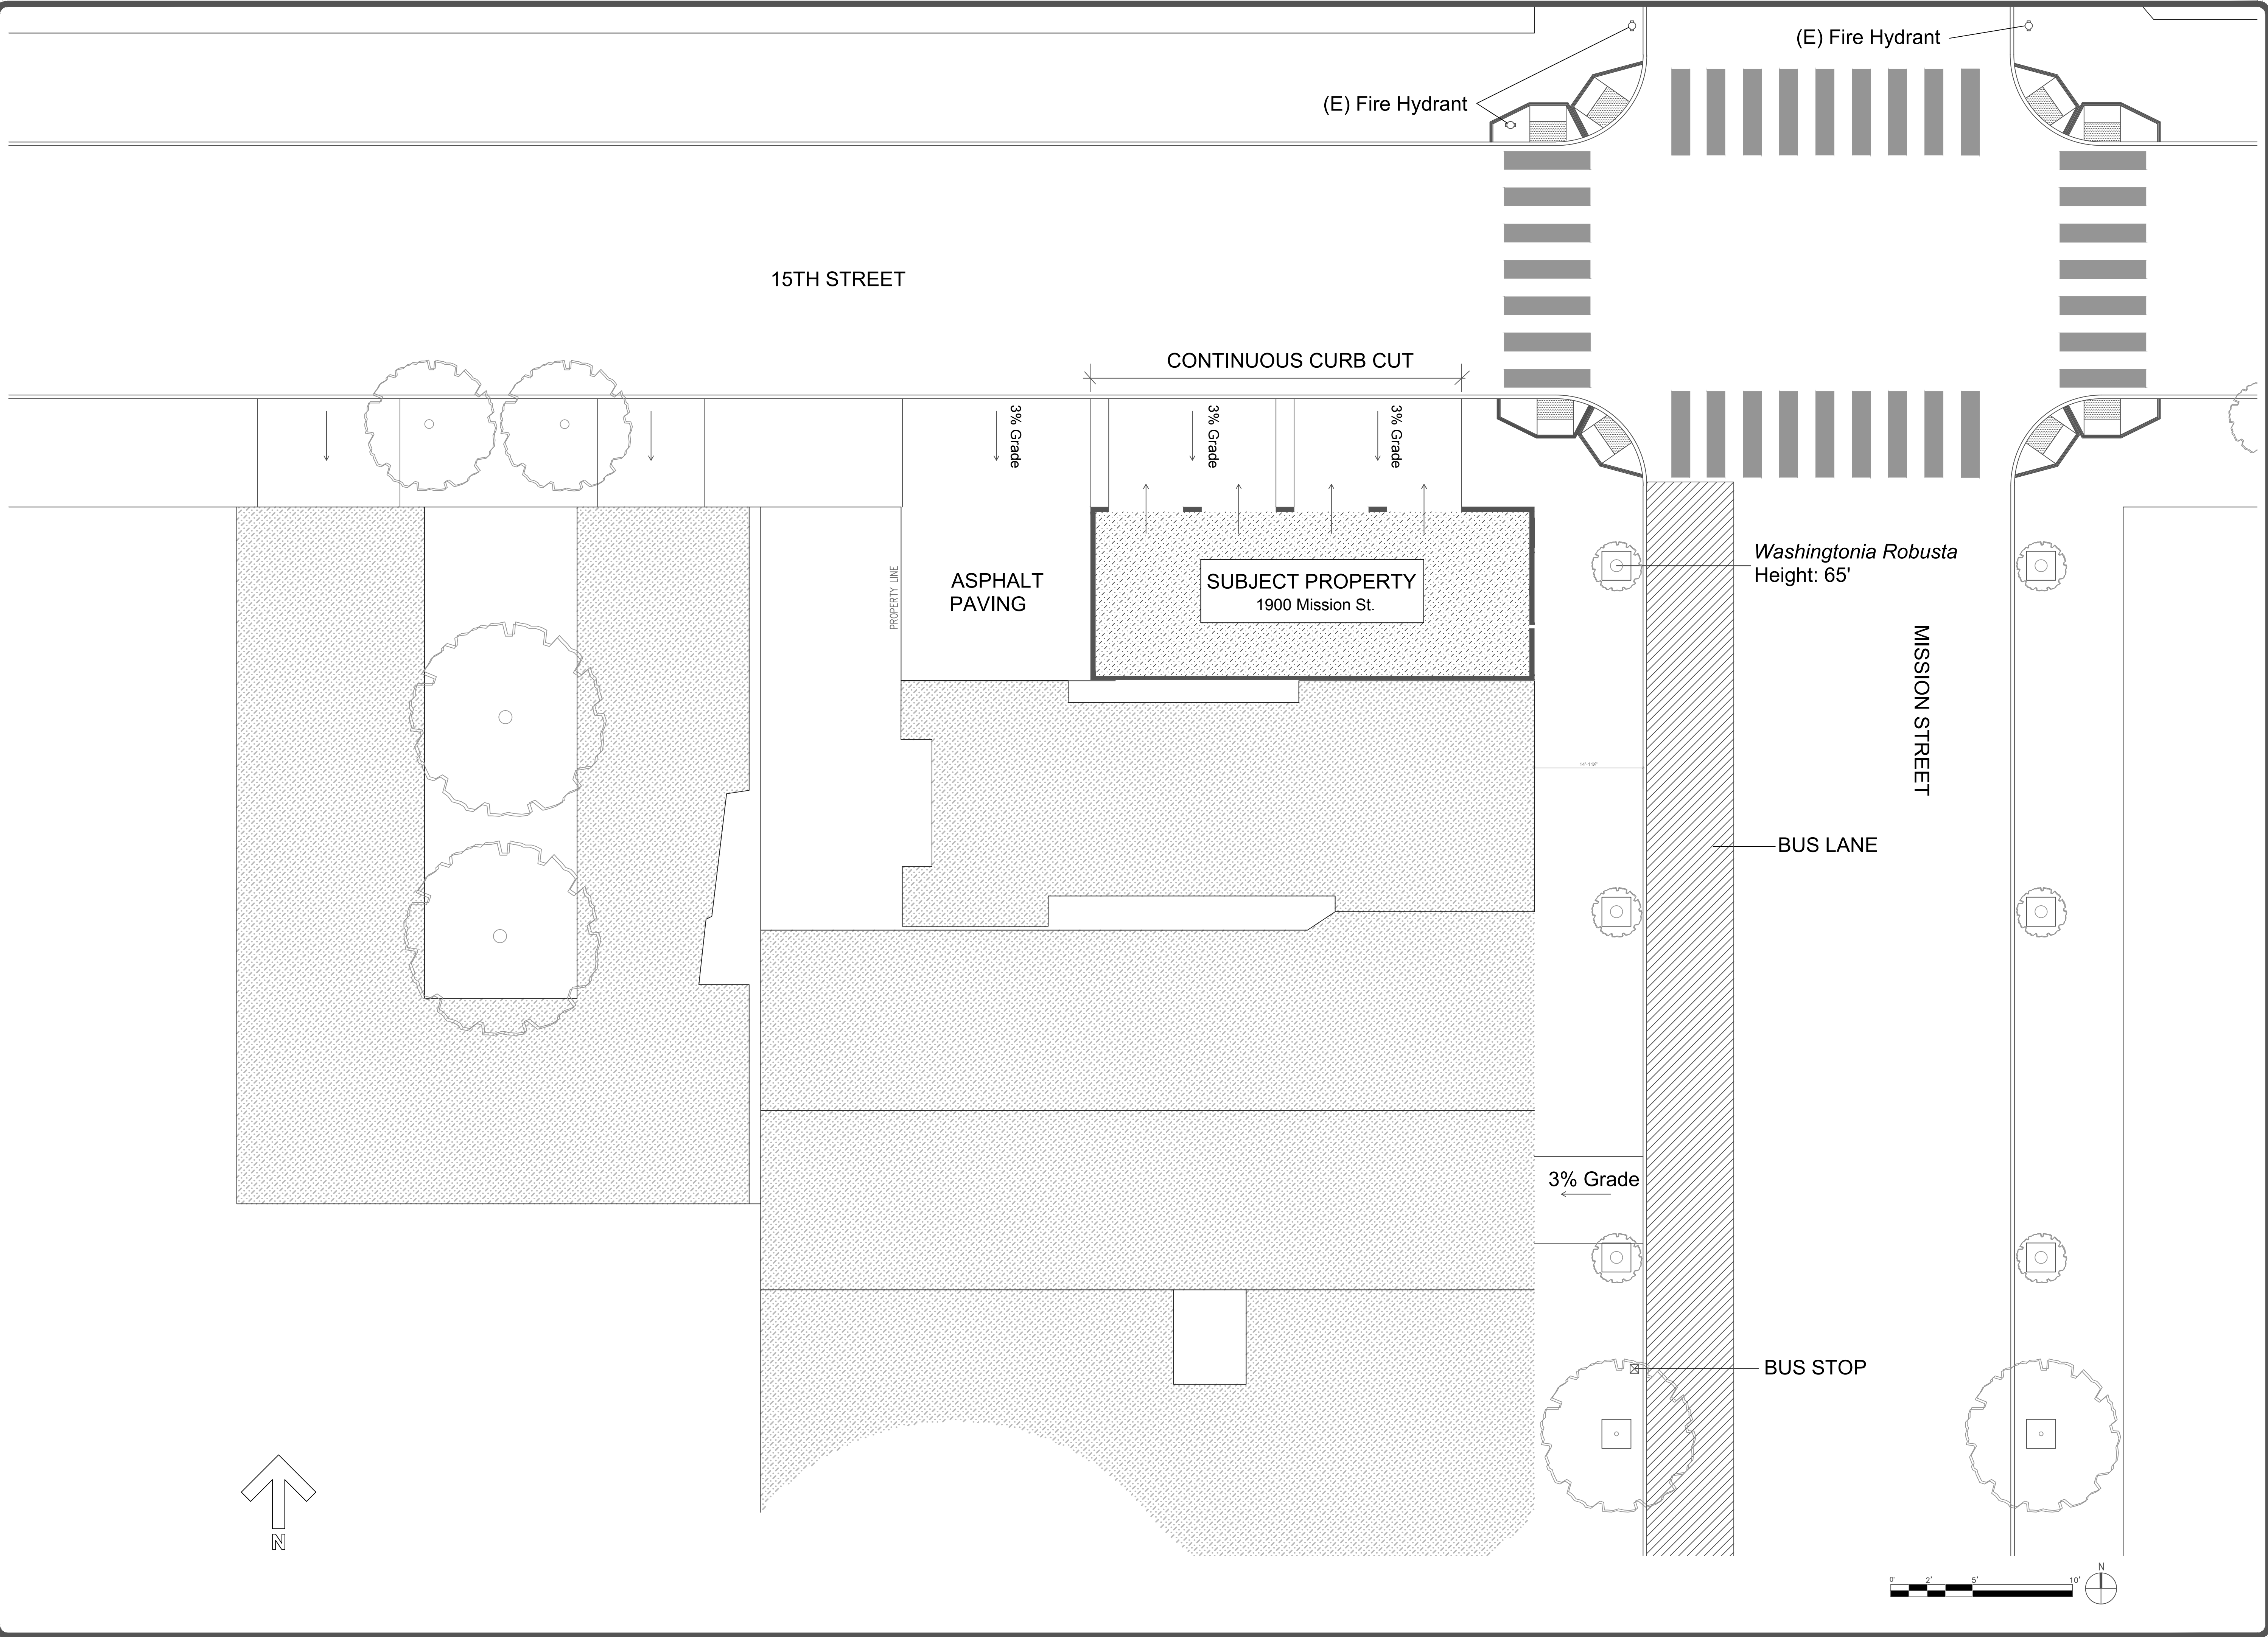 (E) Fire Hydrant
(E) Fire Hydrant
15TH STREET
CONTINUOUS CURB CUT
3% Grade
3% Grade
3% Grade
PROPERTY LINE
ASPHALT
PAVING
SUBJECT PROPERTY
1900 Mission St.
Washingtonia Robusta
Height: 65'
MISSION STREET
BUS LANE
3% Grade
BUS STOP
N
0'
2'
5'
10'
N